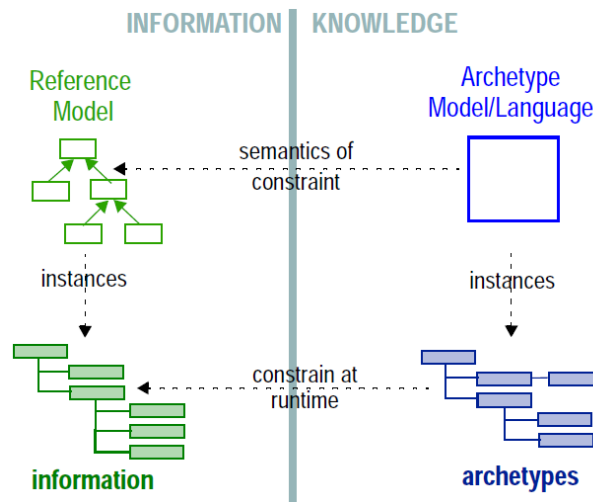 INFORMATION KNOWLEDGE
Reference
Model
Archetype
Model/Language
semantics of
constraint
instances
instances
constrain at
runtime
information
archetypes